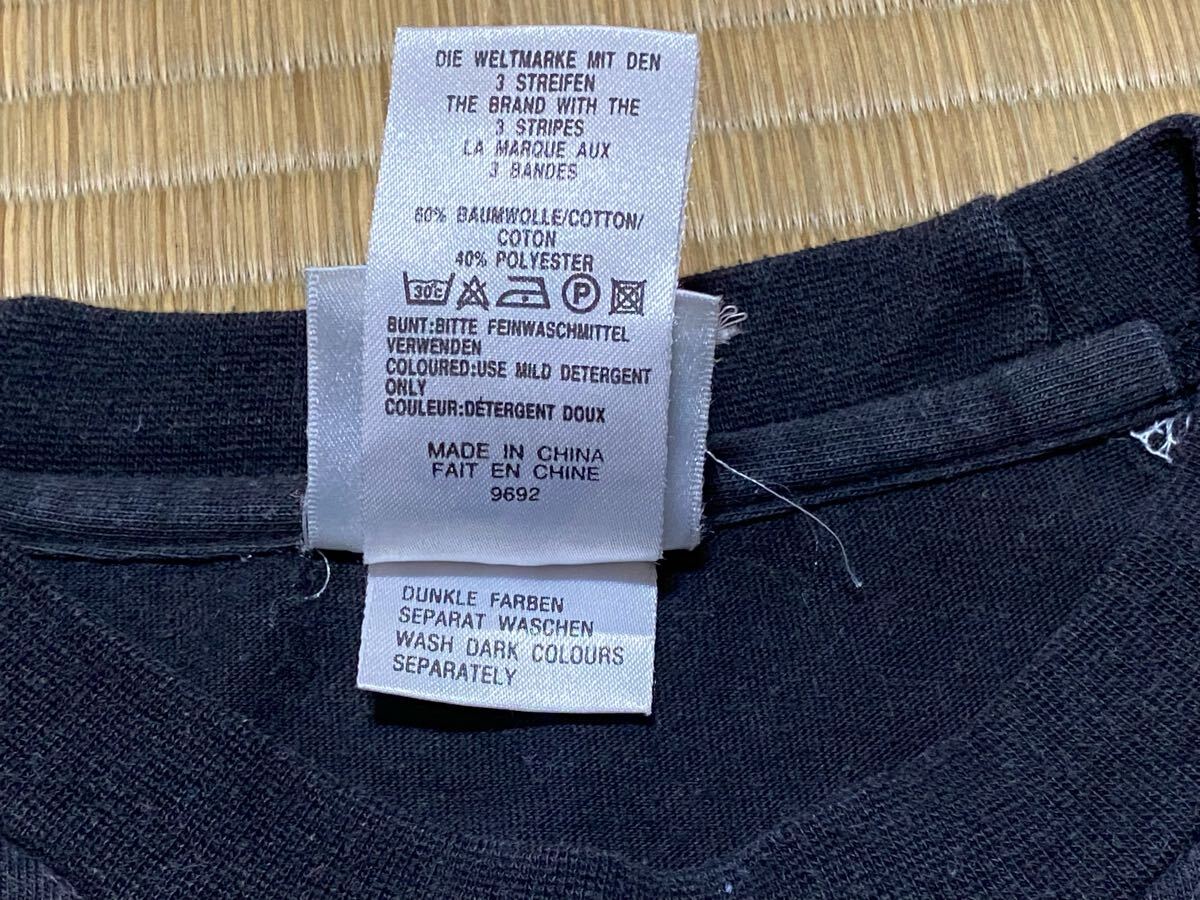 DIE WELTMARKE MIT DEN
3 STREIFEN
THE BRAND WITH THE
3 STRIPES
LA MARQUE AUX
3 BANDES
60% BAUMWOLLE/COTTON/
COTON
40% POLYESTER
30°C P
BUNT:BITTE FEINWASCHMITTEL
VERWENDEN
COLOURED:USE MILD DETERGENT
ONLY
COULEUR:DÉTERGENT DOUX
MADE IN CHINA
FAIT EN CHINE
9692
DUNKLE FARBEN
SEPARAT WASCHEN
WASH DARK COLOURS
SEPARATELY